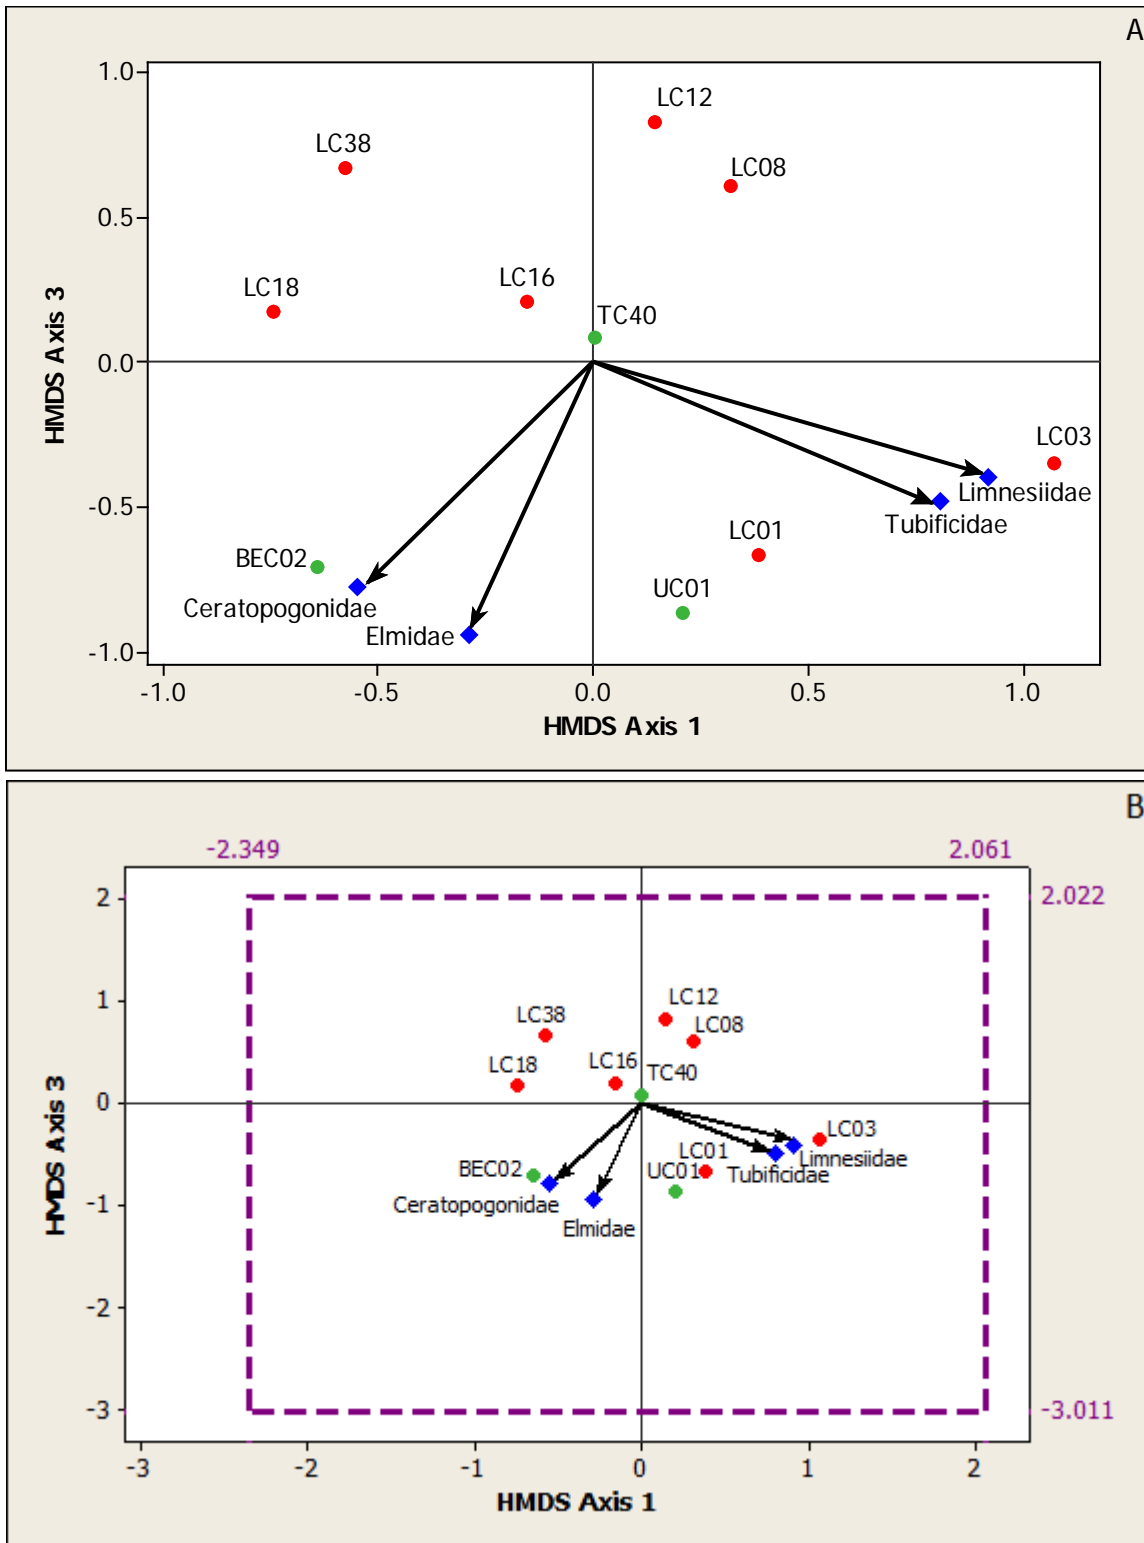 A
1.0
LC12
LC38
LC08
0.5
LC16
LC18
TC40
0.0
HMDS Axis 3
LC03
Limnesiidae
-0.5
Tubificidae
LC01
BEC02
UC01
Ceratopogonidae
Elmidae
-1.0
-1.0 -0.5 0.0 0.5 1.0
HMDS Axis 1
B
-2.349 2.061
2 2.022
1
LC12
LC38 LC08
LC18 LC16 TC40
0
HMDS Axis 3
LC03
LC01 Limnesiidae
BEC02 UC01 Tubificidae
Ceratopogonidae
-1
Elmidae
-2
-3 -3.011
-3 -2 -1 0 1 2
HMDS Axis 1